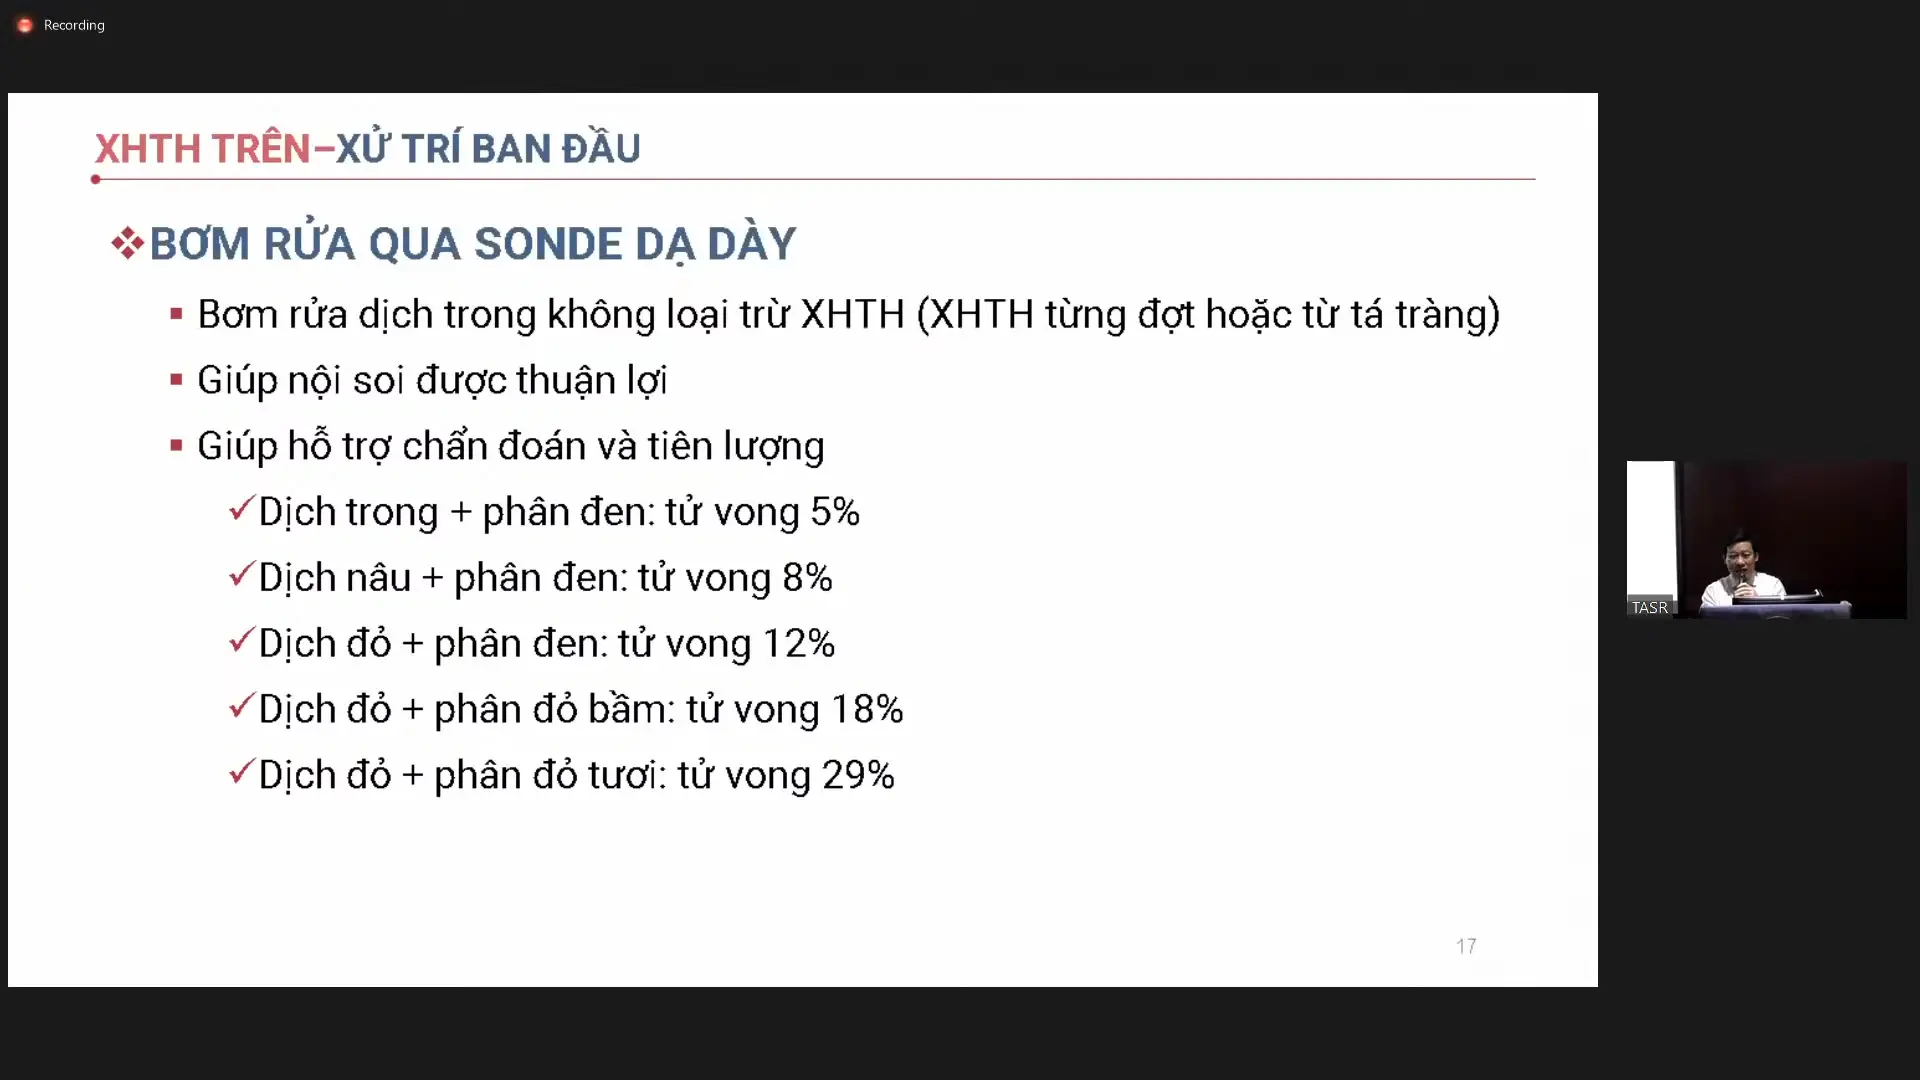 Recording
XHTH TRÊN–XỬ TRÍ BAN ĐẦU
BƠM RỬA QUA SONDE DẠ DÀY
Bơm rửa dịch trong không loại trừ XHTH (XHTH từng đợt hoặc từ tá tràng)
Giúp nội soi được thuận lợi
Giúp hỗ trợ chẩn đoán và tiên lượng
Dịch trong + phân đen: tử vong 5%
Dịch nâu + phân đen: tử vong 8%
Dịch đỏ + phân đen: tử vong 12%
Dịch đỏ + phân đỏ bầm: tử vong 18%
Dịch đỏ + phân đỏ tươi: tử vong 29%
17
TASR